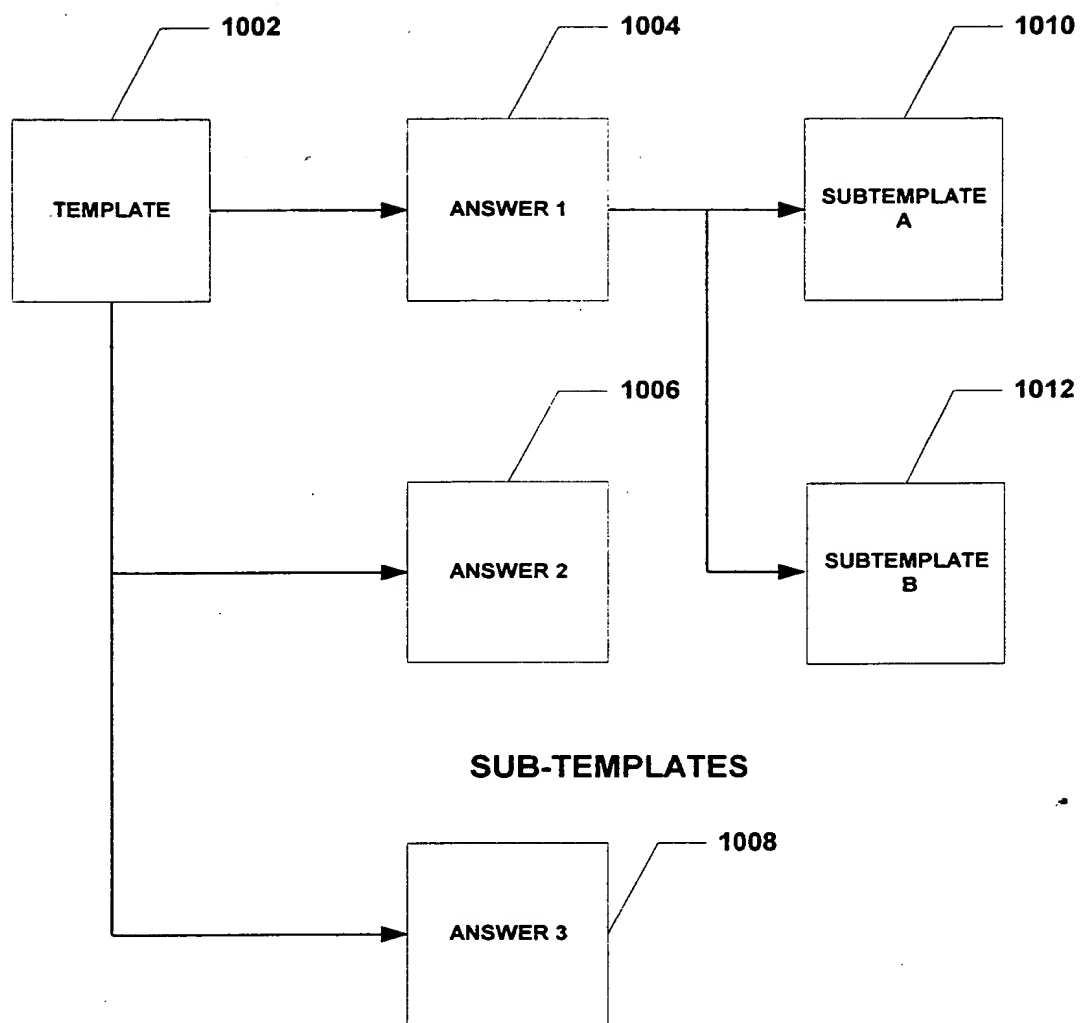 1002
1004
1010
TEMPLATE
ANSWER 1
SUBTEMPLATE
A
1006
1012
ANSWER 2
SUBTEMPLATE
B
SUB-TEMPLATES
1008
ANSWER 3